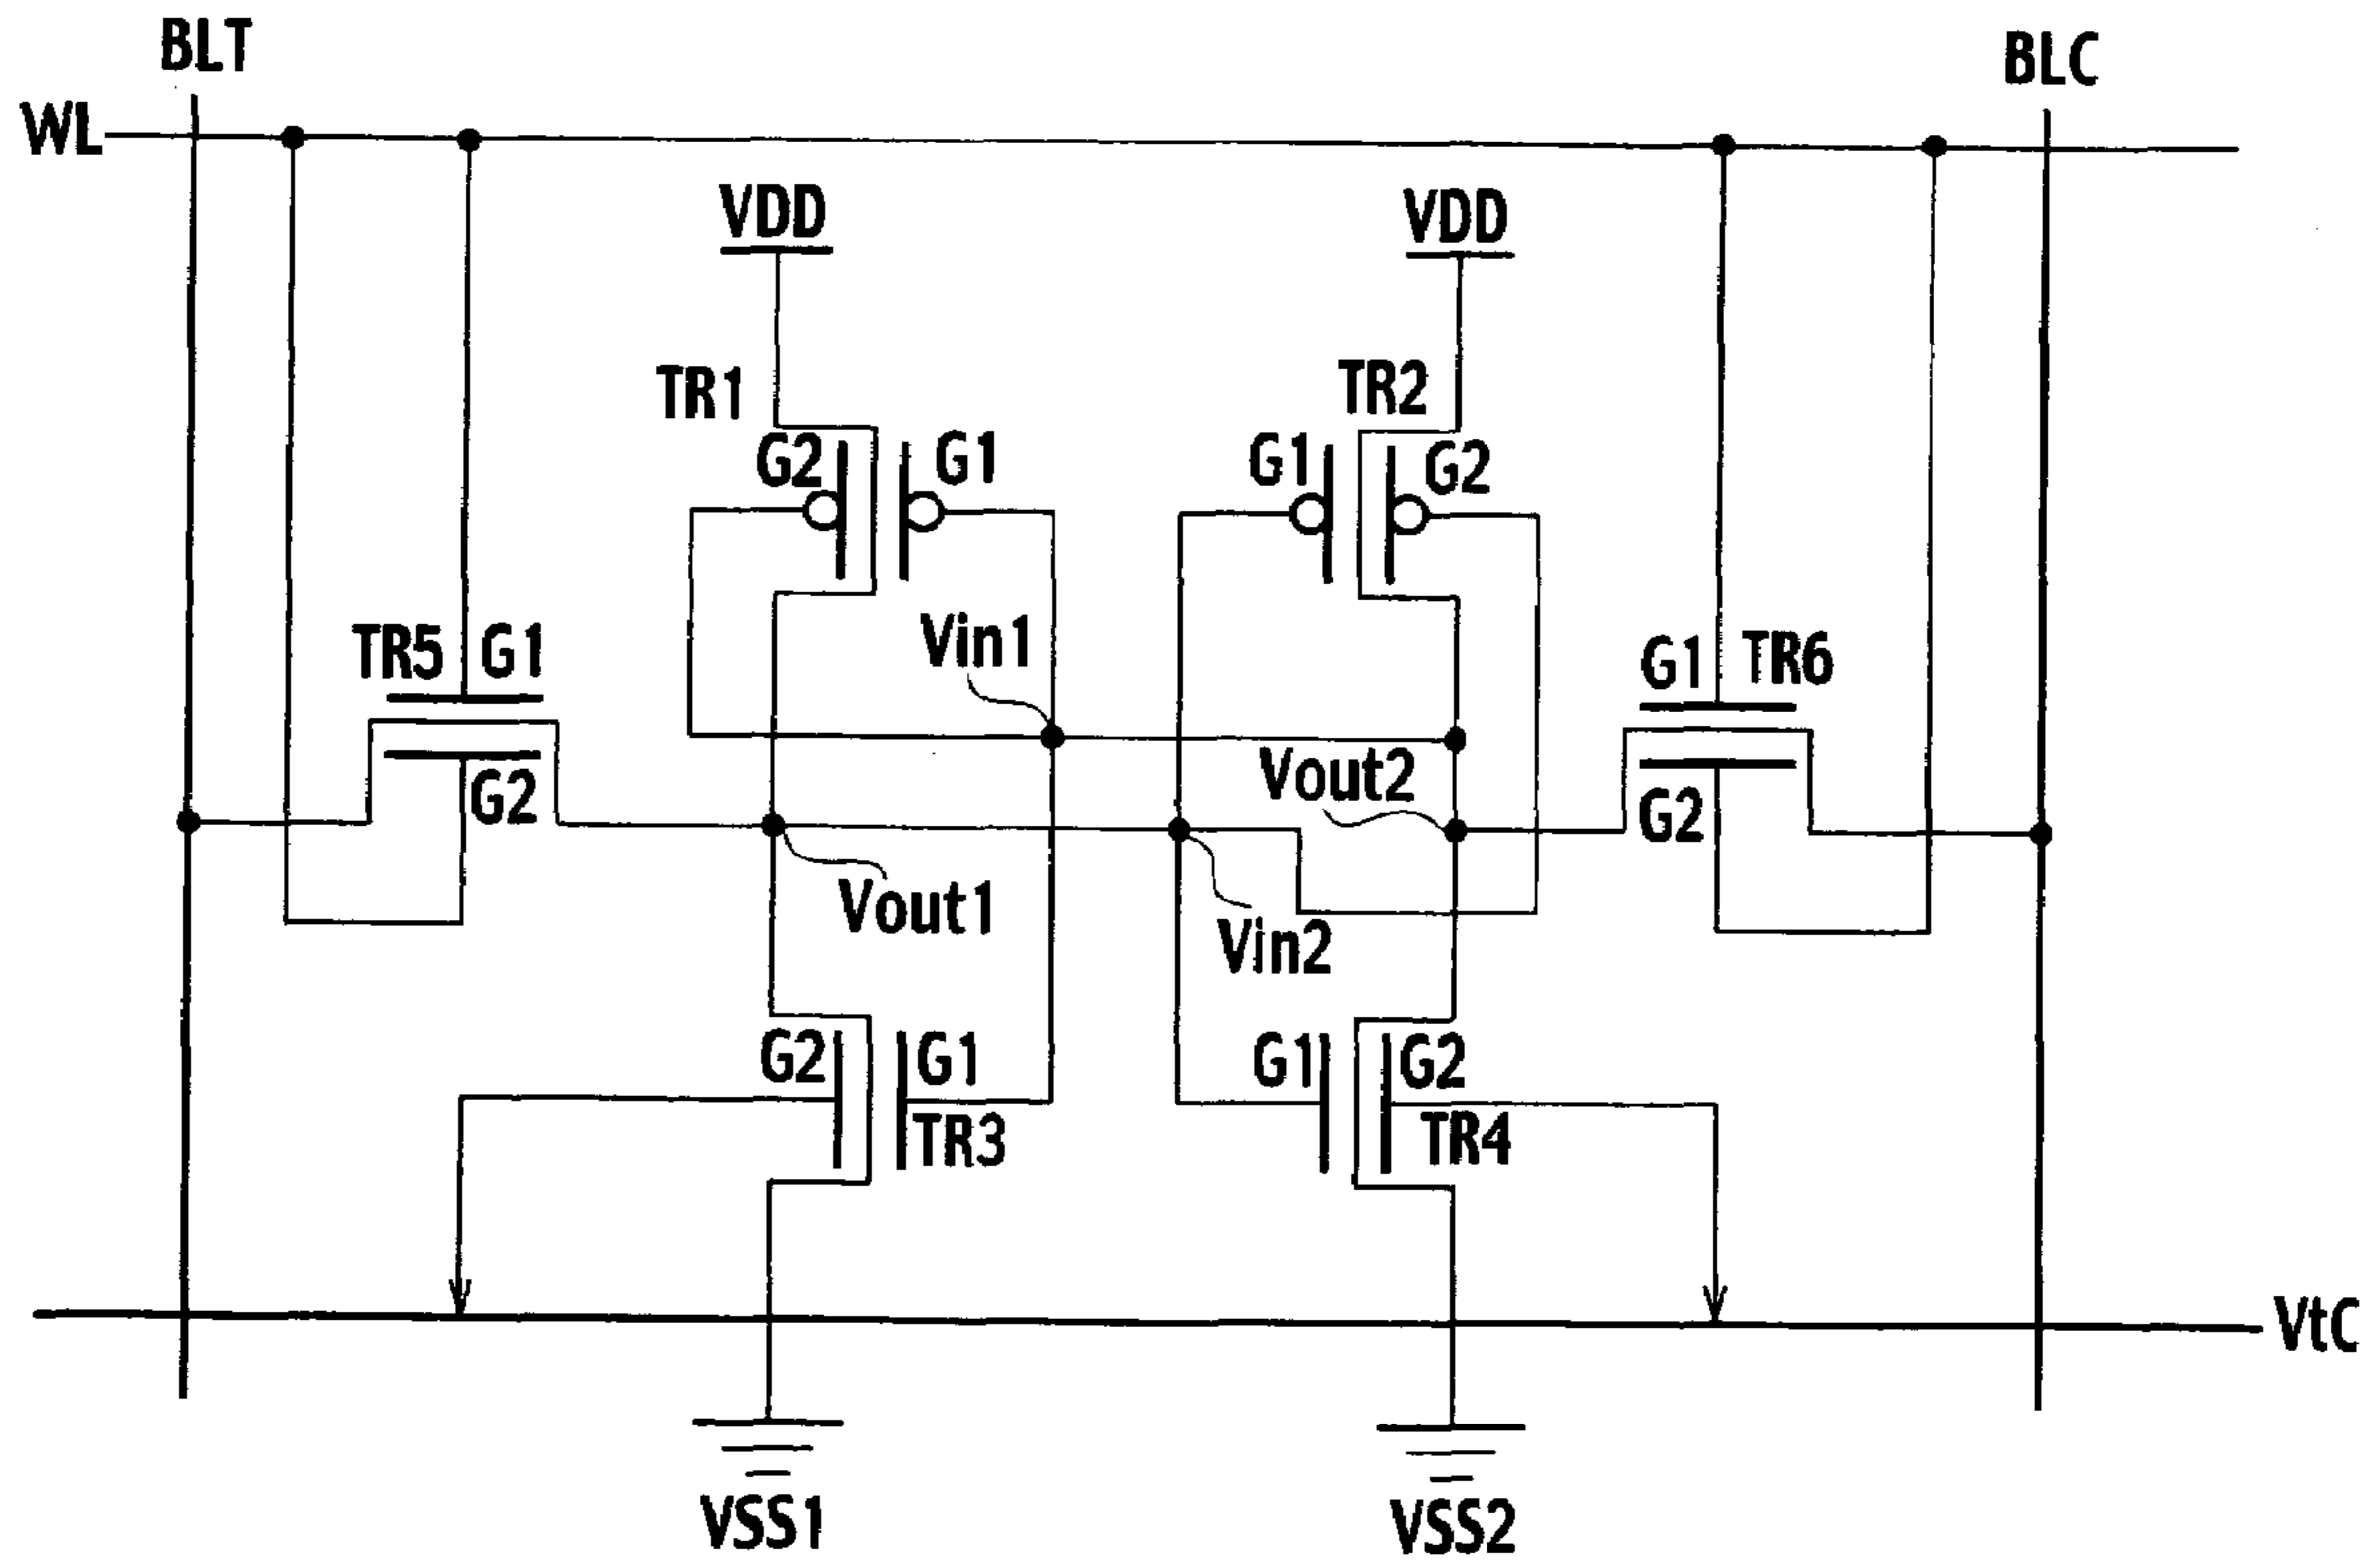 BLT
BLC
WL
VDD
VDD
TR1
TR2
G2
G1
G1
G2
Vin1
TR5
G1
G1
TR6
Vout2
G2
G2
Vout1
Vin2
G2
G1
G1
G2
TR3
TR4
VtC
VSS1
VSS2